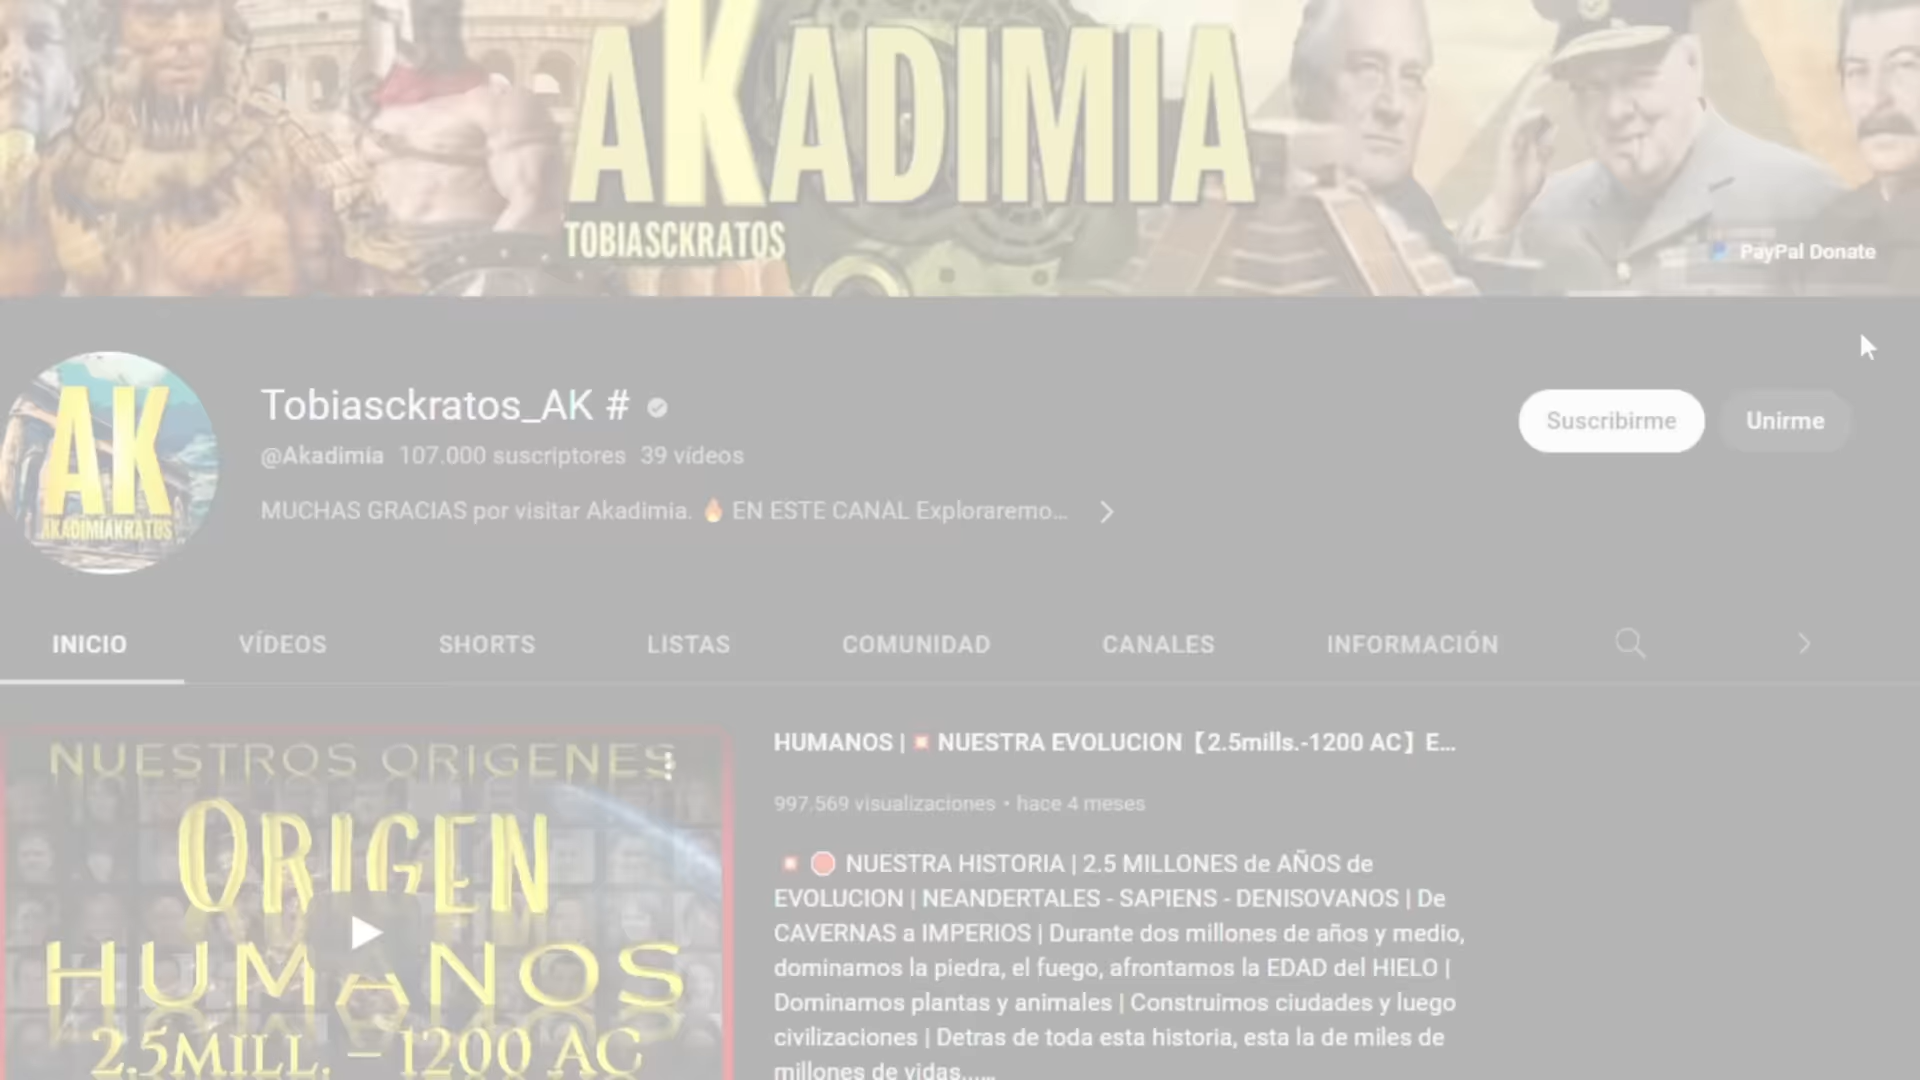 AKADIMIA
TOBIASCKRATOS
PayPal Donate
AK
AKADIMIAKRATOS
Tobiasckratos_AK #
@Akadimia 107.000 suscriptores 39 vídeos
MUCHAS GRACIAS por visitar Akadimia. 🔥 EN ESTE CANAL Exploraremo...
Suscribirme
Unirme
INICIO VÍDEOS SHORTS LISTAS COMUNIDAD CANALES INFORMACIÓN
NUESTROS ORIGENES
ORIGEN
HUMANOS
2.5MILL. – 1200 AC
HUMANOS | 💥 NUESTRA EVOLUCION【2.5mills.-1200 AC】E...
997.569 visualizaciones • hace 4 meses
💥 🛑 NUESTRA HISTORIA | 2.5 MILLONES de AÑOS de
EVOLUCION | NEANDERTALES - SAPIENS - DENISOVANOS | De
CAVERNAS a IMPERIOS | Durante dos millones de años y medio,
dominamos la piedra, el fuego, afrontamos la EDAD del HIELO |
Dominamos plantas y animales | Construimos ciudades y luego
civilizaciones | Detras de toda esta historia, esta la de miles de
millones de vidas......